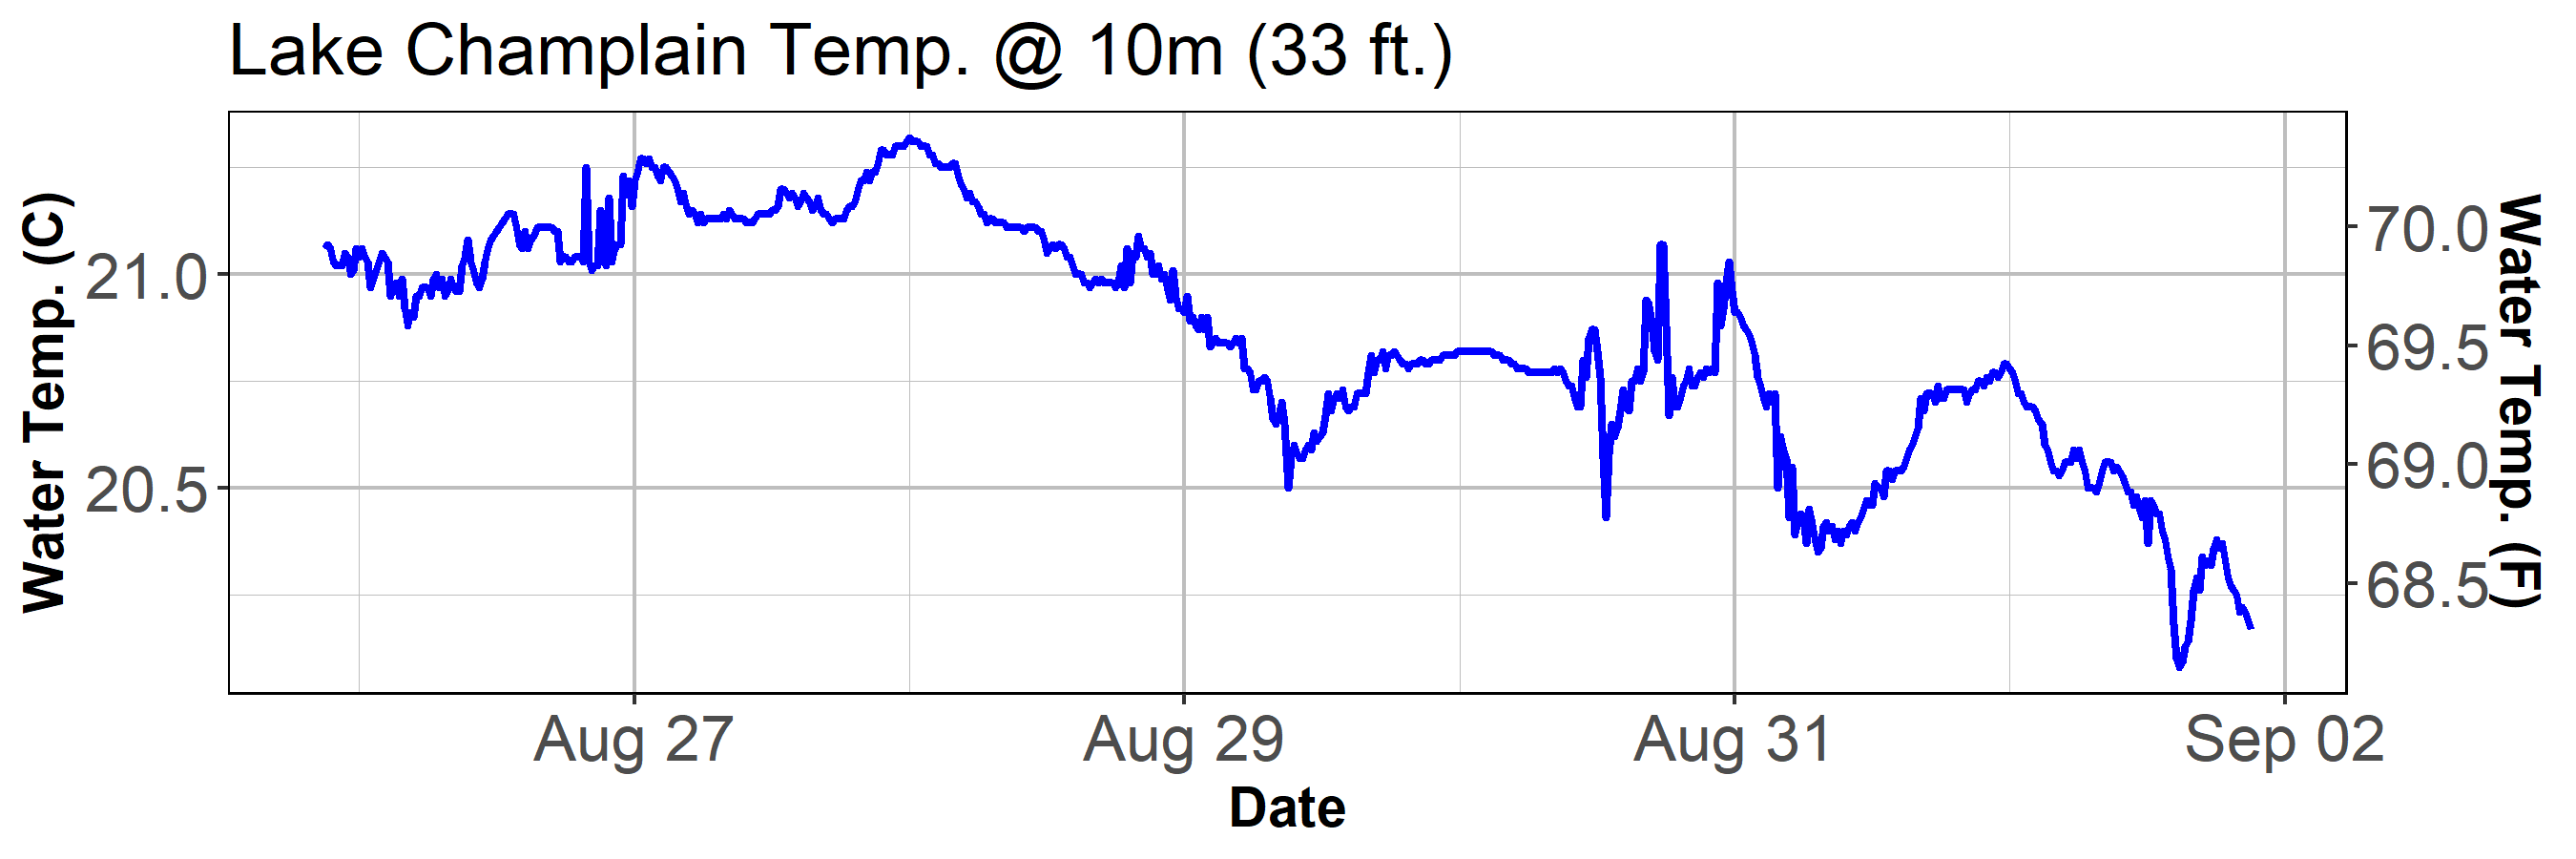 Lake Champlain Temp. @ 10m (33 ft.)
Water Temp. (C)
21.0
20.5
70.0
69.5
69.0
68.5
Water Temp. (F)
Aug 27
Aug 29
Aug 31
Sep 02
Date